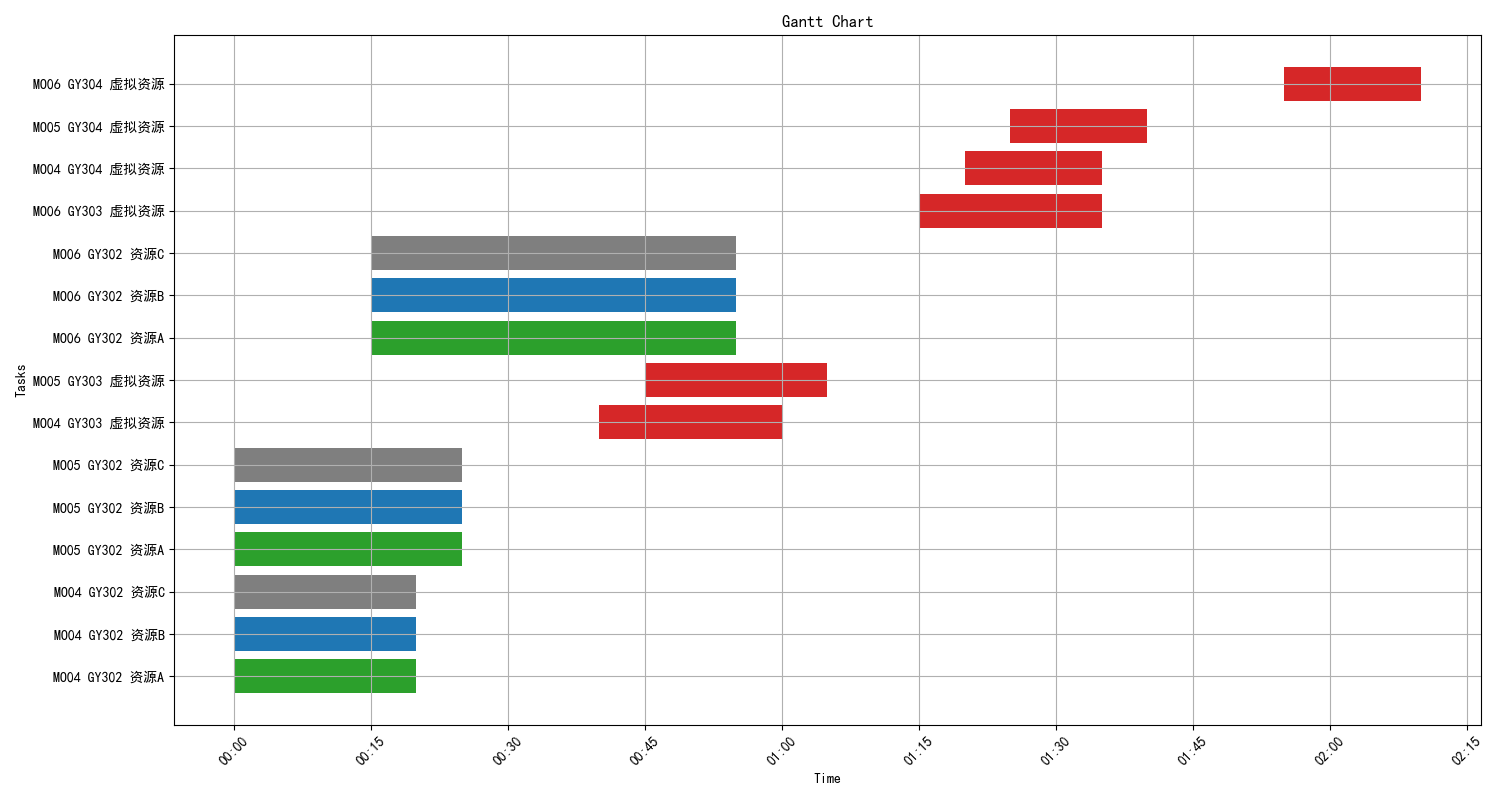 Gantt Chart
MO06 GY304 虚拟资源
MO05 GY304 虚拟资源
MO04 GY304 虚拟资源
MO06 GY303 虚拟资源
MO06 GY302 资源C
MO06 GY302 资源B
MO06 GY302 资源A
MO05 GY303 虚拟资源
MO04 GY303 虚拟资源
MO05 GY302 资源C
MO05 GY302 资源B
MO05 GY302 资源A
MO04 GY302 资源C
MO04 GY302 资源B
MO04 GY302 资源A
Tasks
00:00
00:15
00:30
00:45
01:00
01:15
01:30
01:45
02:00
02:15
Time